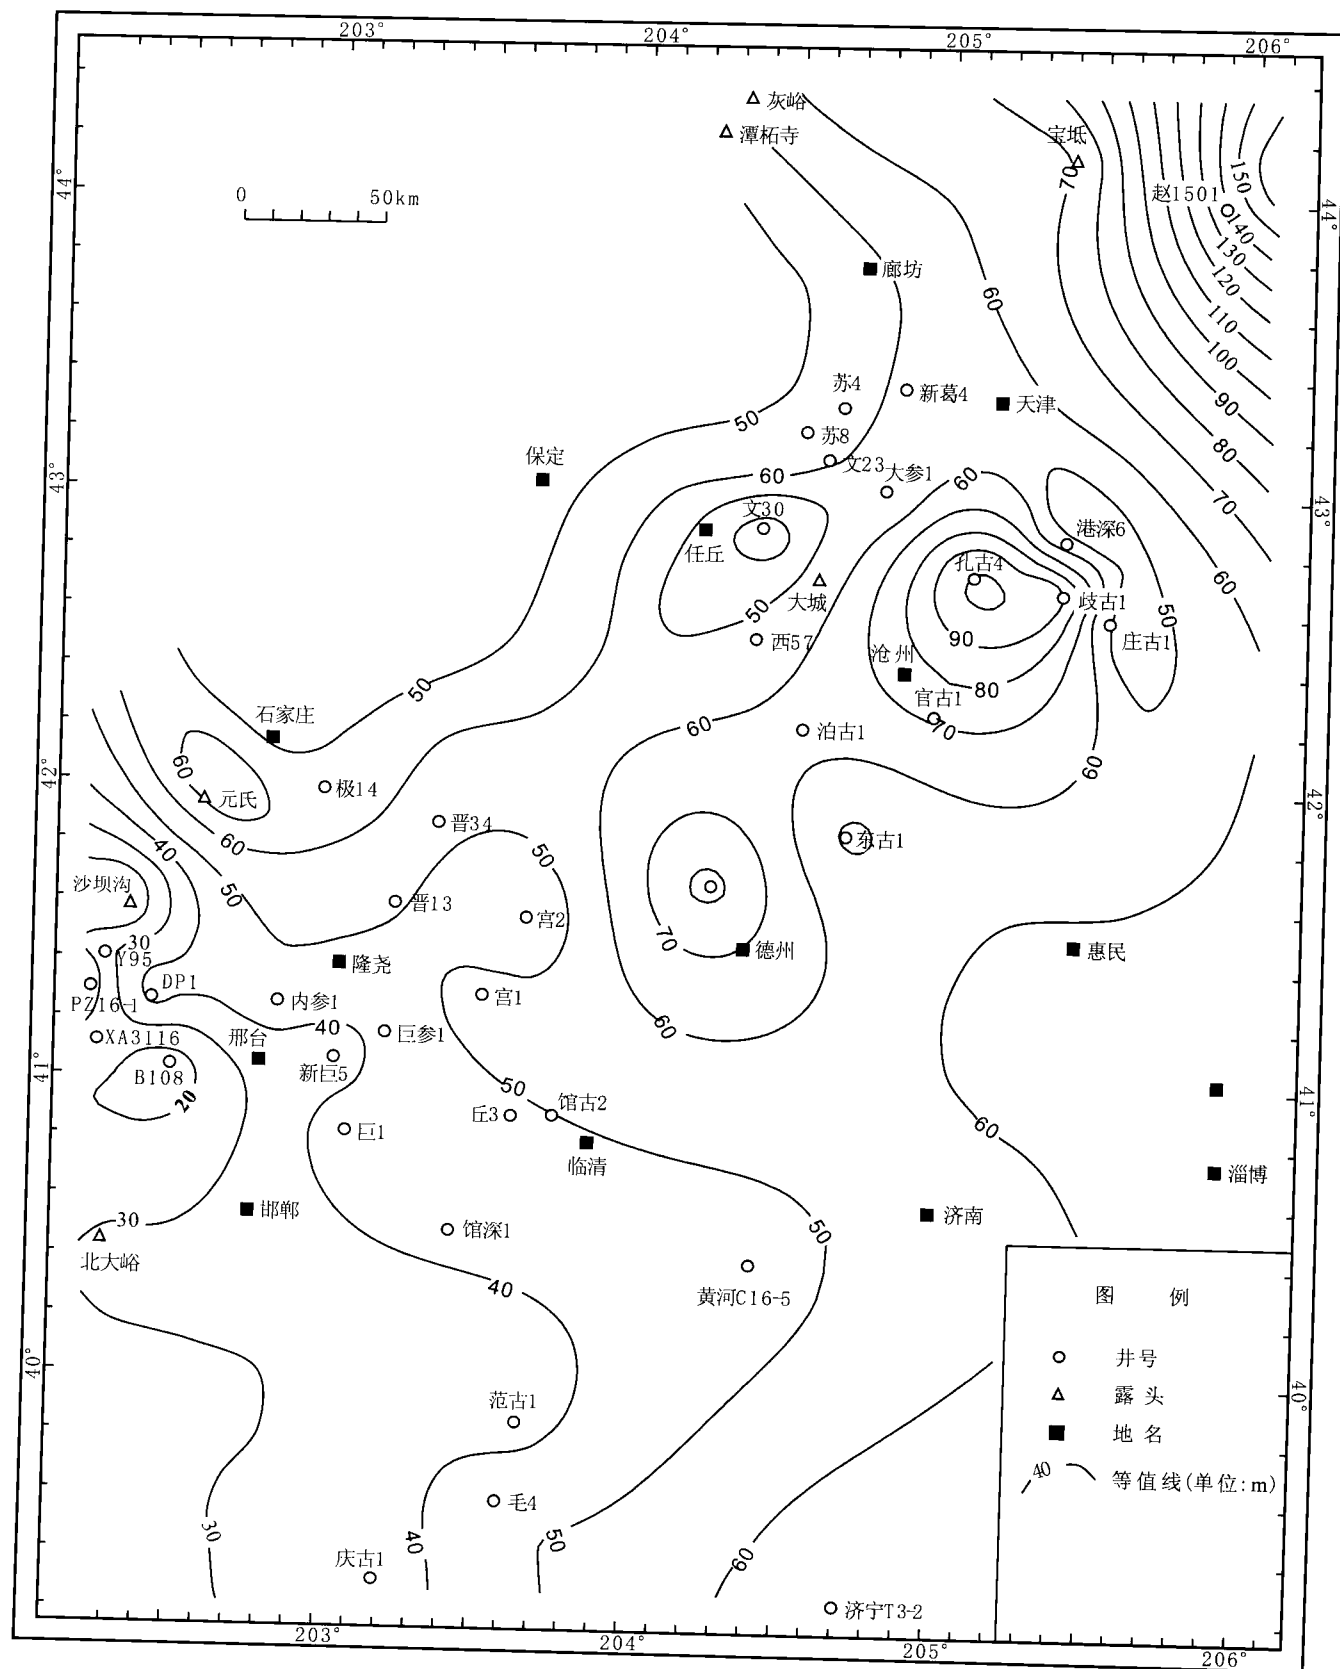 203°
204°
205°
206°
灰峪
潭柘寺
宝坻
70
150
赵1501
140
130
120
110
100
90
80
70
60
44°
44°
0
50km
廊坊
60
苏4
新葛4
天津
50
苏8
保定
文23
大参1
60
60
43°
43°
文30
港深6
任丘
孔古4
大城
50
歧古1
50
庄古1
西57
90
沧州
80
50
官古1
70
石家庄
60
泊古1
60
60
元氏
极14
42°
42°
晋34
东古1
60
40
50
沙坝沟
50
晋13
宫2
70
德州
惠民
30
Y95
隆尧
PZ16-1
DP1
内参1
宫1
60
XA3116
邢台
40
巨参1
41°
41°
B108
新巨5
20
50
丘3
馆古2
巨1
60
临清
淄博
30
邯郸
馆深1
50
济南
北大峪
40
黄河C16-5
图 例
井号
露头
地名
40
等值线(单位:m)
40°
40°
范古1
毛4
30
40
50
60
庆古1
济宁T3-2
203°
204°
205°
206°